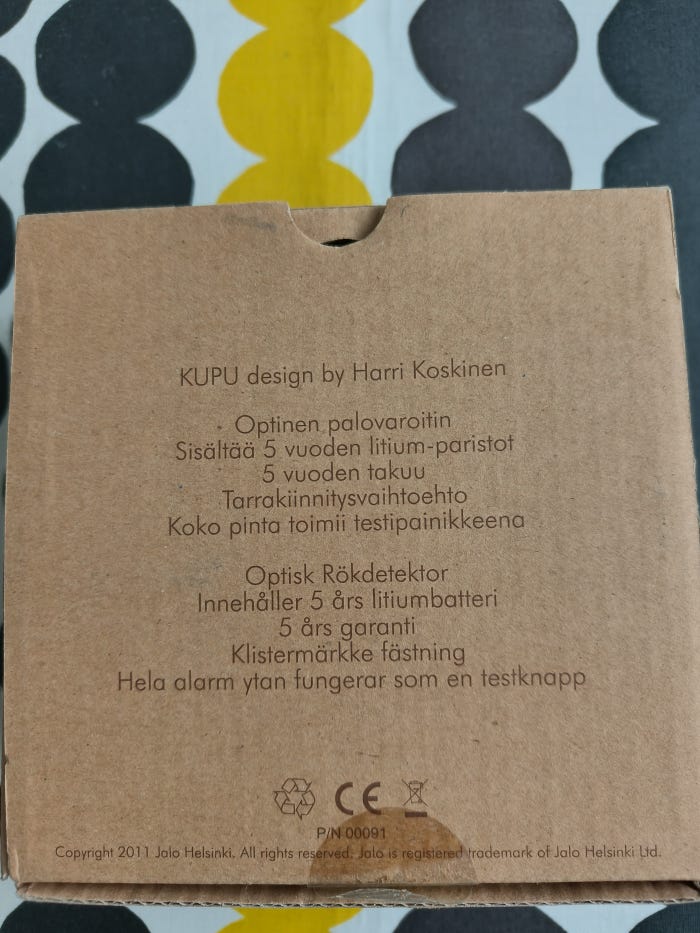 KUPU design by Harri Koskinen
Optinen palovaroitin
Sisältää 5 vuoden litium-paristot
5 vuoden takuu
Tarrakiinnitysvaihtoehto
Koko pinta toimii testipainikkeena
Optisk Rökdetektor
Innehåller 5 års litiumbatteri
5 års garanti
Klistermärkke fästning
Hela alarm ytan fungerar som en testknapp
CE
P/N 00091
Copyright 2011 Jalo Helsinki. All rights reserved. Jalo is registered trademark of Jalo Helsinki Ltd.